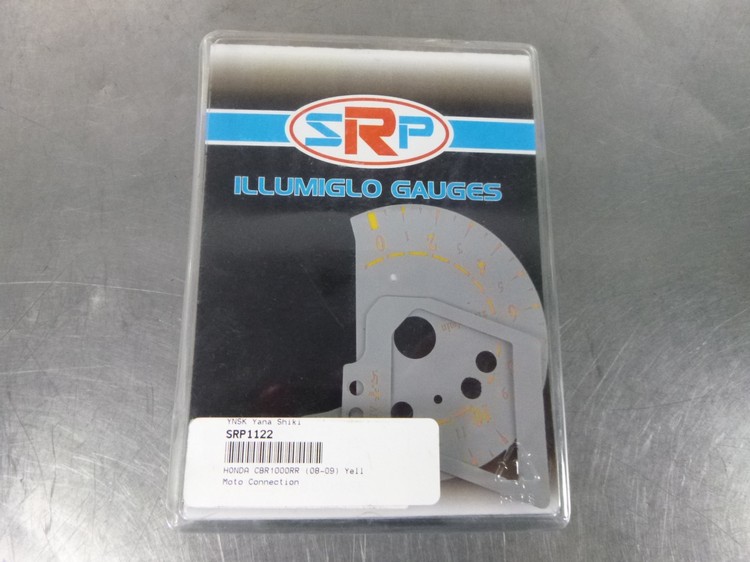 SRP
ILLUMIGLO GAUGES
YNSK Yana Shiki
SRP1122
HONDA CBR1000RR (08-09) Yell
Moto Connection